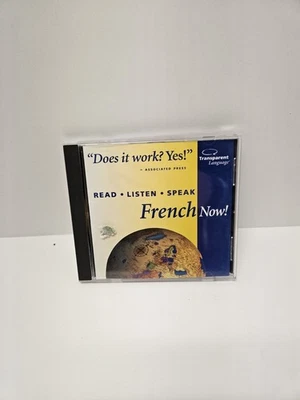 "Does it work? Yes!"
- ASSOCIATED PRESS
Transparent
Language
READ • LISTEN • SPEAK
French Now!